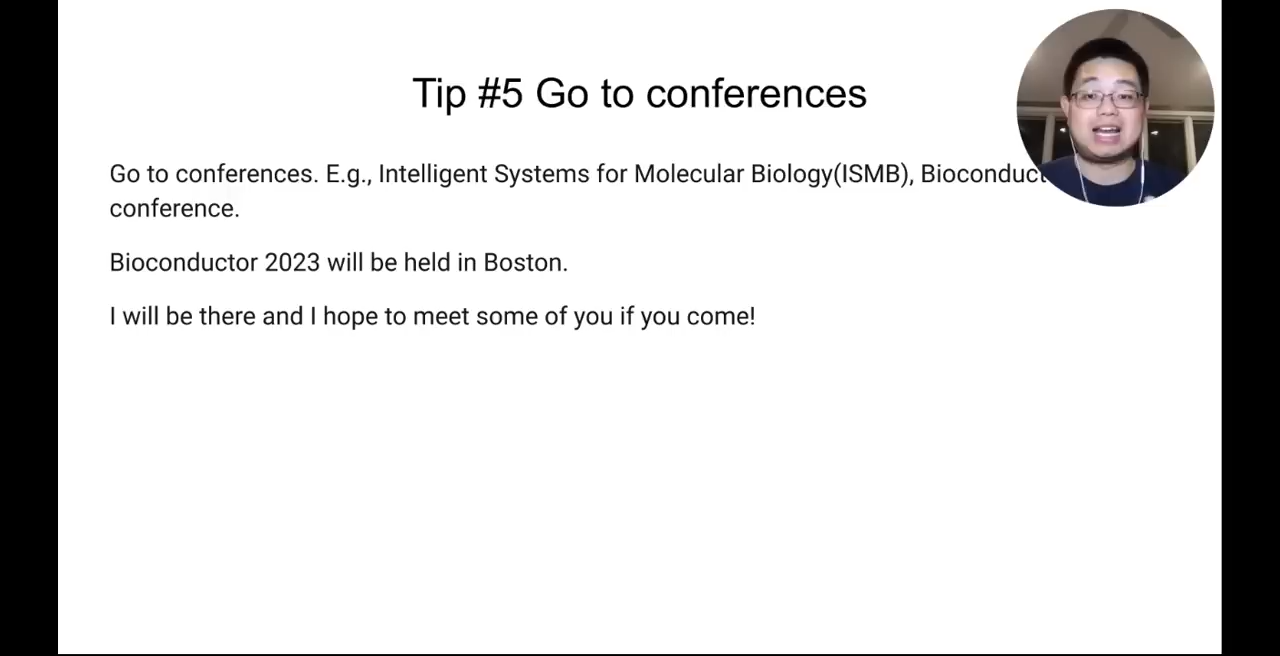 Tip #5 Go to conferences
Go to conferences. E.g., Intelligent Systems for Molecular Biology(ISMB),
conference.
Bioconductor 2023 will be held in Boston.
I will be there and I hope to meet some of you if you come!